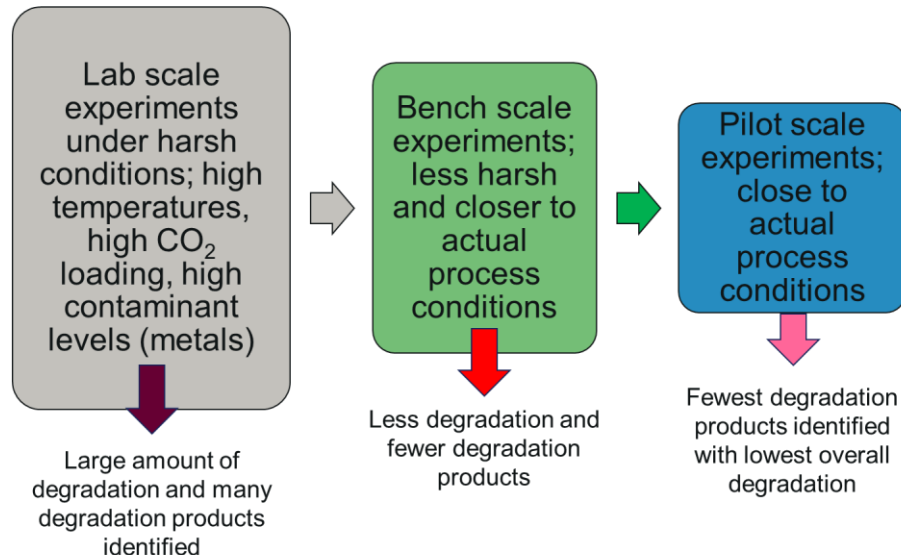 Lab scale
experiments
under harsh
conditions; high
temperatures,
high CO₂
loading, high
contaminant
levels (metals)
Bench scale
experiments;
less harsh
and closer to
actual
process
conditions
Pilot scale
experiments;
close to
actual
process
conditions
Large amount of
degradation and many
degradation products
identified
Less degradation and
fewer degradation
products
Fewest degradation
products identified
with lowest overall
degradation